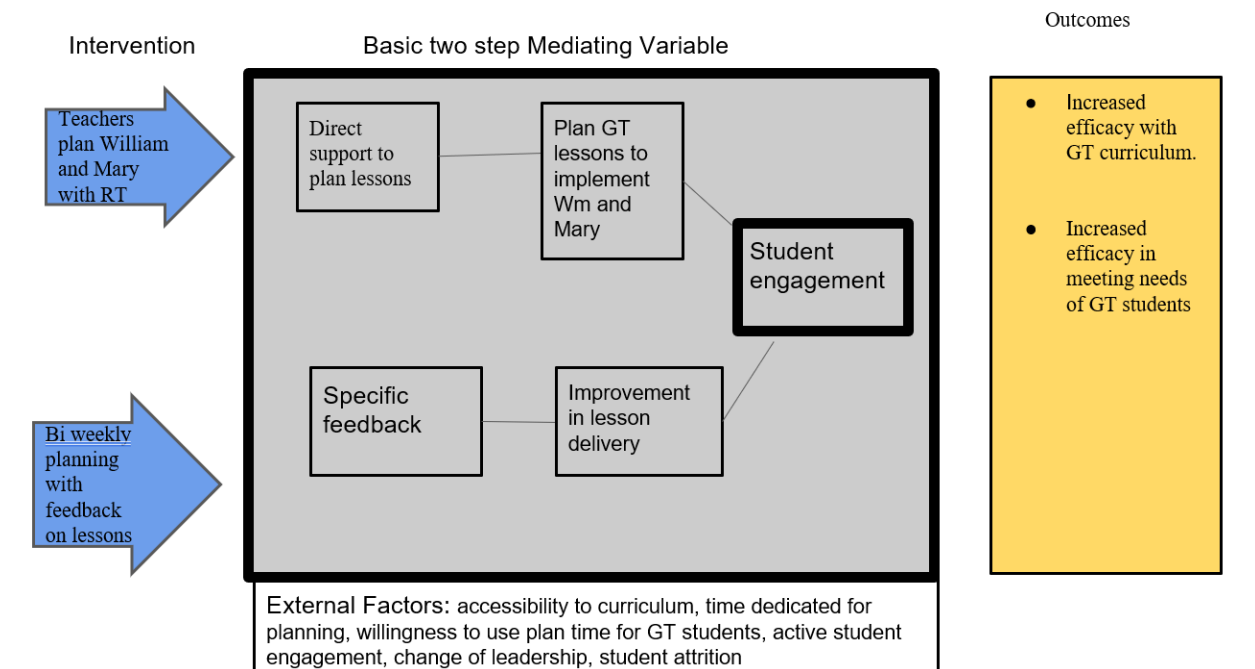 Outcomes
Intervention
Basic two step Mediating Variable
Teachers
plan William
and Mary
with RT
Direct
support to
plan lessons
Plan GT
lessons to
implement
Wm and
Mary
Student
engagement
● Increased
efficacy with
GT curriculum.
● Increased
efficacy in
meeting needs
of GT students
Bi weekly
planning
with
feedback
on lessons
Specific
feedback
Improvement
in lesson
delivery
External Factors: accessibility to curriculum, time dedicated for
planning, willingness to use plan time for GT students, active student
engagement, change of leadership, student attrition